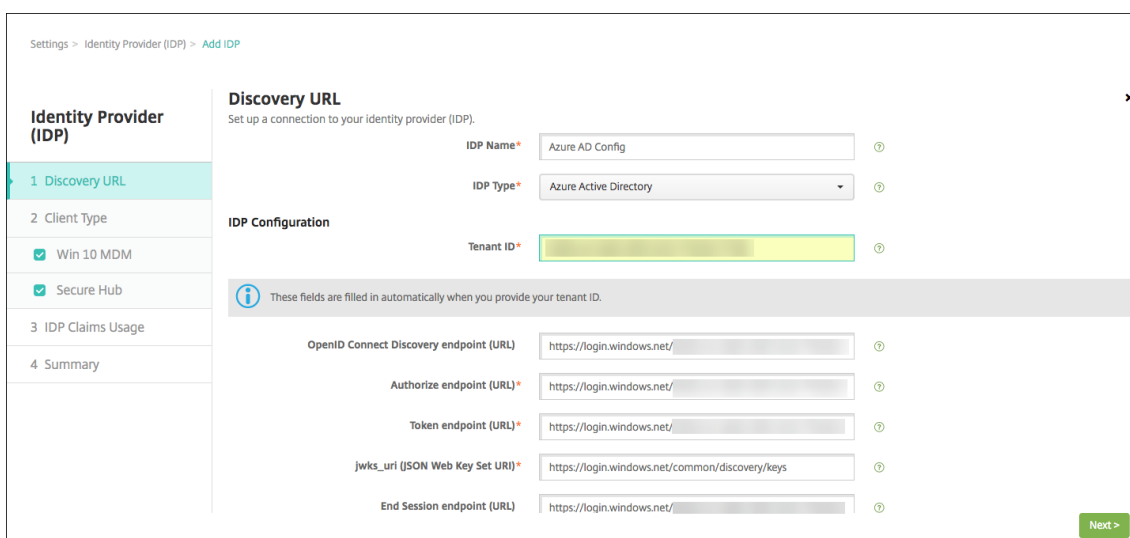 Settings > Identity Provider (IDP) > Add IDP
Identity Provider
(IDP)
1 Discovery URL
2 Client Type
Win 10 MDM
Secure Hub
3 IDP Claims Usage
4 Summary
Discovery URL
Set up a connection to your identity provider (IDP).
IDP Name* Azure AD Config
IDP Type* Azure Active Directory
IDP Configuration
Tenant ID*
These fields are filled in automatically when you provide your tenant ID.
OpenID Connect Discovery endpoint (URL) https://login.windows.net/
Authorize endpoint (URL)* https://login.windows.net/
Token endpoint (URL)* https://login.windows.net/
jwks_uri (JSON Web Key Set URI)* https://login.windows.net/common/discovery/keys
End Session endpoint (URL) https://login.windows.net/
Next >